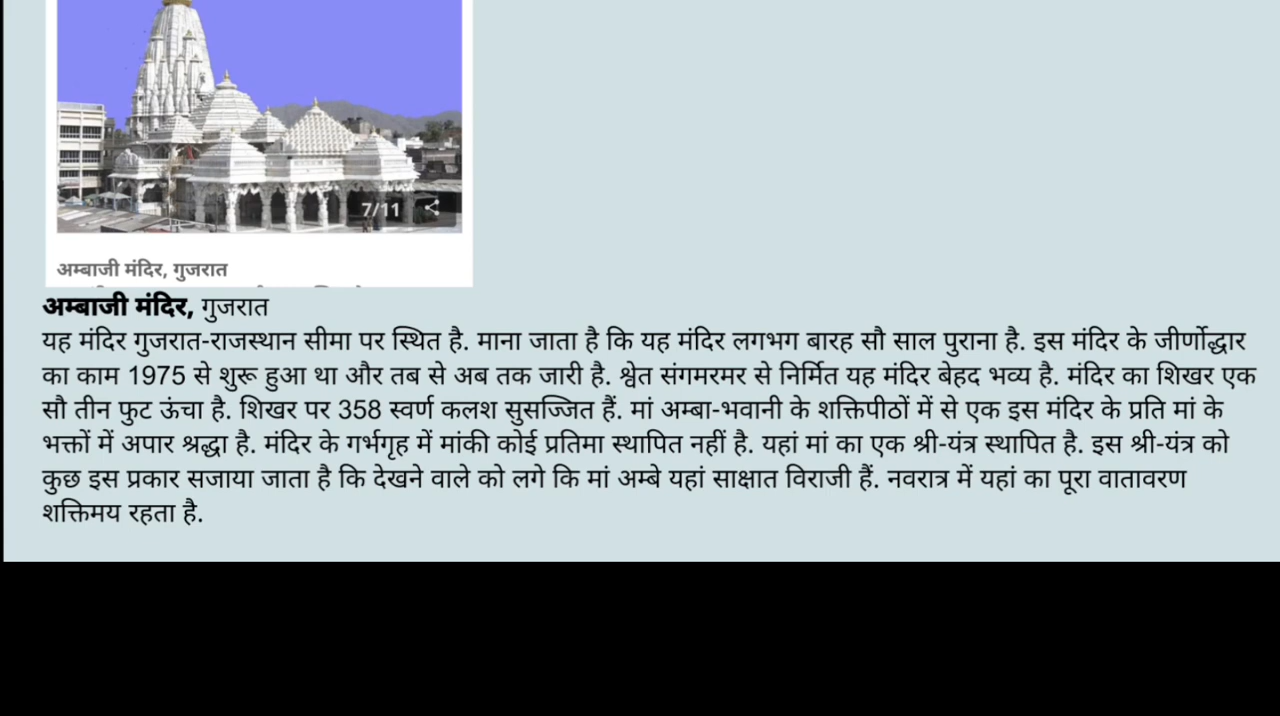 7/11
अम्बाजी मंदिर, गुजरात
अम्बाजी मंदिर, गुजरात
यह मंदिर गुजरात-राजस्थान सीमा पर स्थित है. माना जाता है कि यह मंदिर लगभग बारह सौ साल पुराना है. इस मंदिर के जीर्णोद्धार
का काम 1975 से शुरू हुआ था और तब से अब तक जारी है. श्वेत संगमरमर से निर्मित यह मंदिर बेहद भव्य है. मंदिर का शिखर एक
सौ तीन फुट ऊंचा है. शिखर पर 358 स्वर्ण कलश सुसज्जित हैं. मां अम्बा-भवानी के शक्तिपीठों में से एक इस मंदिर के प्रति मां के
भक्तों में अपार श्रद्धा है. मंदिर के गर्भगृह में मांकी कोई प्रतिमा स्थापित नहीं है. यहां मां का एक श्री-यंत्र स्थापित है. इस श्री-यंत्र को
कुछ इस प्रकार सजाया जाता है कि देखने वाले को लगे कि मां अम्बे यहां साक्षात विराजी हैं. नवरात्र में यहां का पूरा वातावरण
शक्तिमय रहता है.